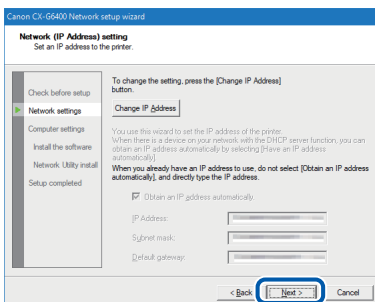 Canon CX-G6400 Network setup wizard
Network (IP Address) setting
Set an IP address to the printer.
Check before setup
Network settings
Computer settings
Install the software
Network Utility install
Setup completed
To change the setting, press the [Change IP Address]
button.
Change IP Address
You use this wizard to set the IP address of the printer.
When there is a device on your network with the DHCP server function, you can
obtain an IP address automatically by selecting [Have an IP address
automatically]
When you already have an IP address to use, do not select [Obtain an IP address
automatically], and directly type the IP address.
Obtain an IP address automatically.
IP Address:
Subnet mask:
Default gateway:
< Back
Next >
Cancel